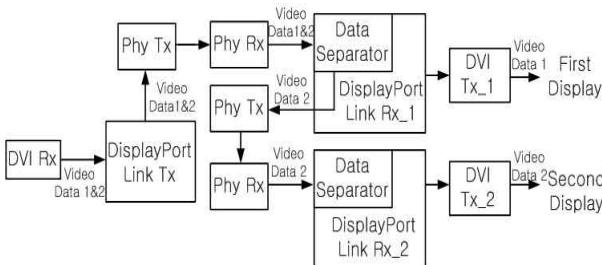 DVI Rx
Video
Data 1&2
DisplayPort
Link Tx
Video
Data1&2
Phy Tx
Phy Rx
Video
Data1&2
Data
Separator
DisplayPort
Link Rx_1
DVI
Tx_1
Video
Data 1
First
Display
Video
Data 2
Phy Tx
Phy Rx
Video
Data 2
Data
Separator
DisplayPort
Link Rx_2
DVI
Tx_2
Video
Data 2
Second
Display